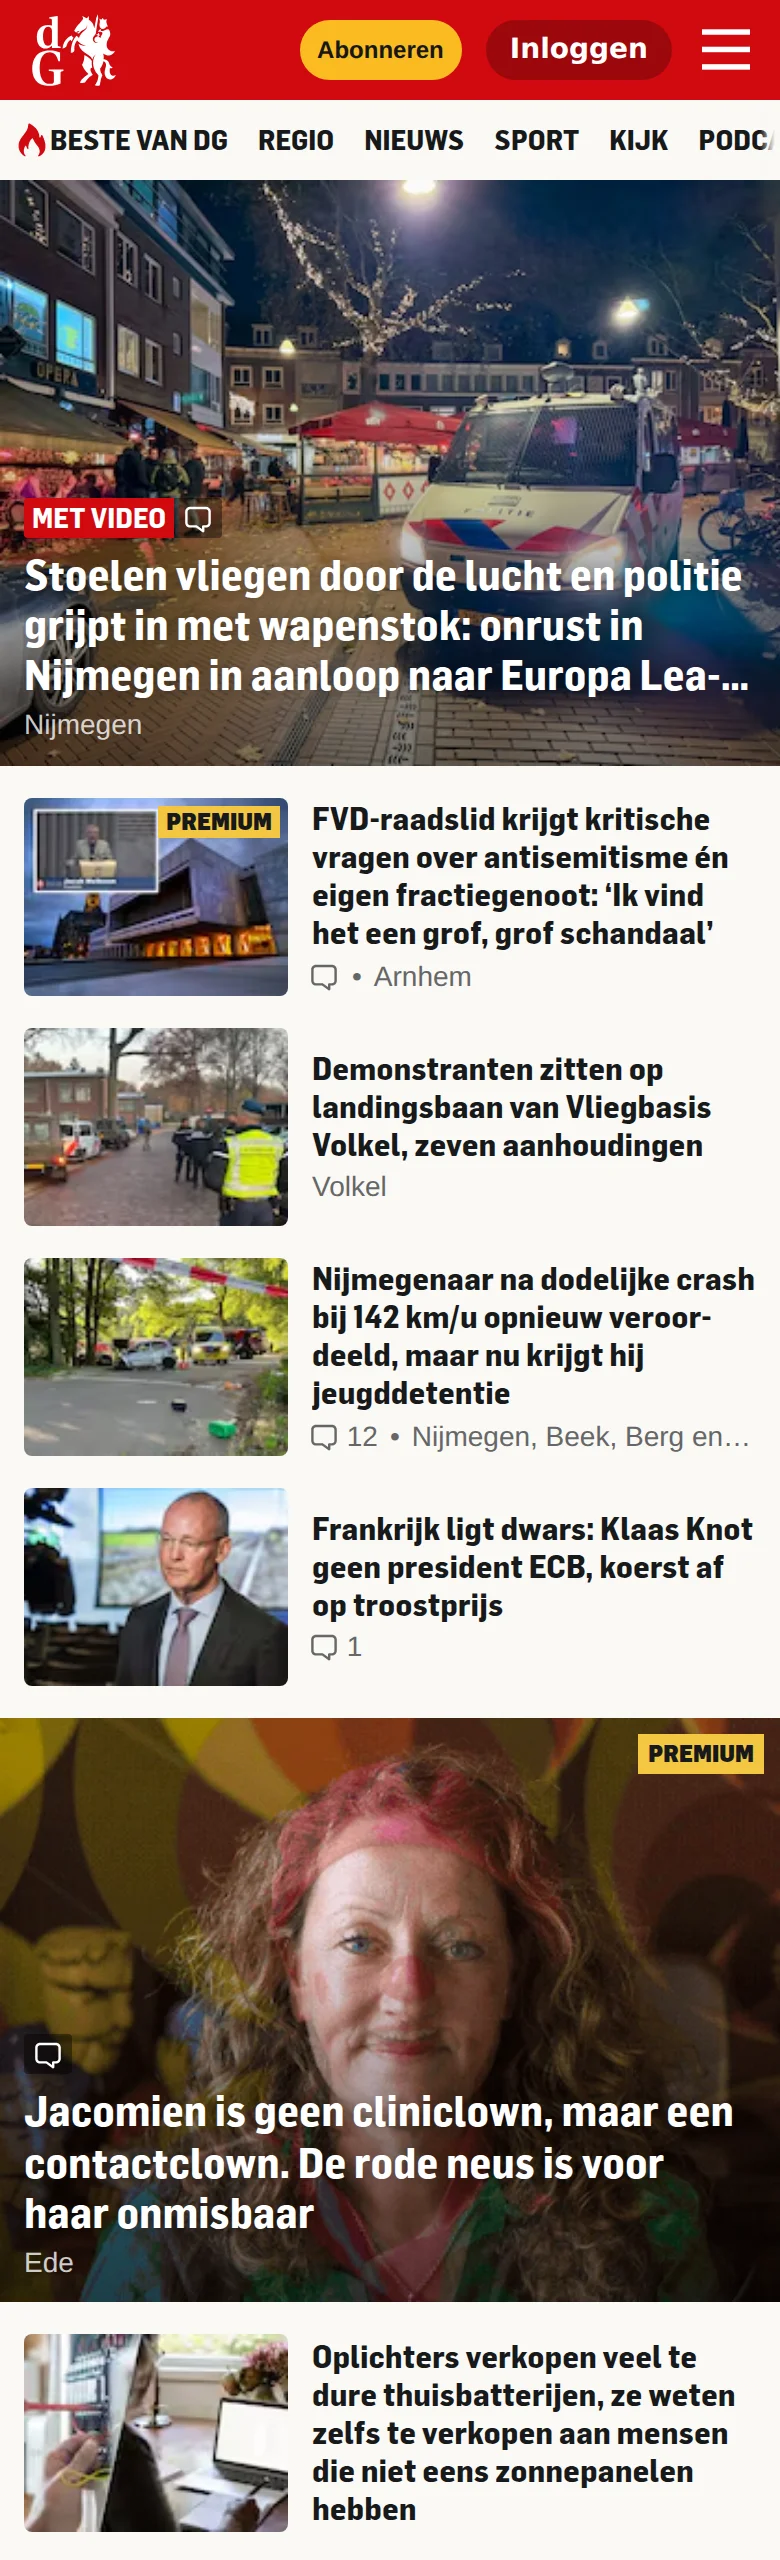 dG
Abonneren
Inloggen
BESTE VAN DG
REGIO
NIEUWS
SPORT
KIJK
PODCA
OPERA
POLITIE
MET VIDEO
Stoelen vliegen door de lucht en politie
grijpt in met wapenstok: onrust in
Nijmegen in aanloop naar Europa Lea-...
Nijmegen
PREMIUM
FVD-raadslid krijgt kritische
vragen over antisemitisme én
eigen fractiegenoot: ‘Ik vind
het een grof, grof schandaal’
• Arnhem
Demonstranten zitten op
landingsbaan van Vliegbasis
Volkel, zeven aanhoudingen
Volkel
Nijmegenaar na dodelijke crash
bij 142 km/u opnieuw veroor-
deeld, maar nu krijgt hij
jeugddetentie
12 • Nijmegen, Beek, Berg en…
Frankrijk ligt dwars: Klaas Knot
geen president ECB, koerst af
op troostprijs
1
PREMIUM
Jacomien is geen cliniclown, maar een
contactclown. De rode neus is voor
haar onmisbaar
Ede
Oplichters verkopen veel te
dure thuisbatterijen, ze weten
zelfs te verkopen aan mensen
die niet eens zonnepanelen
hebben